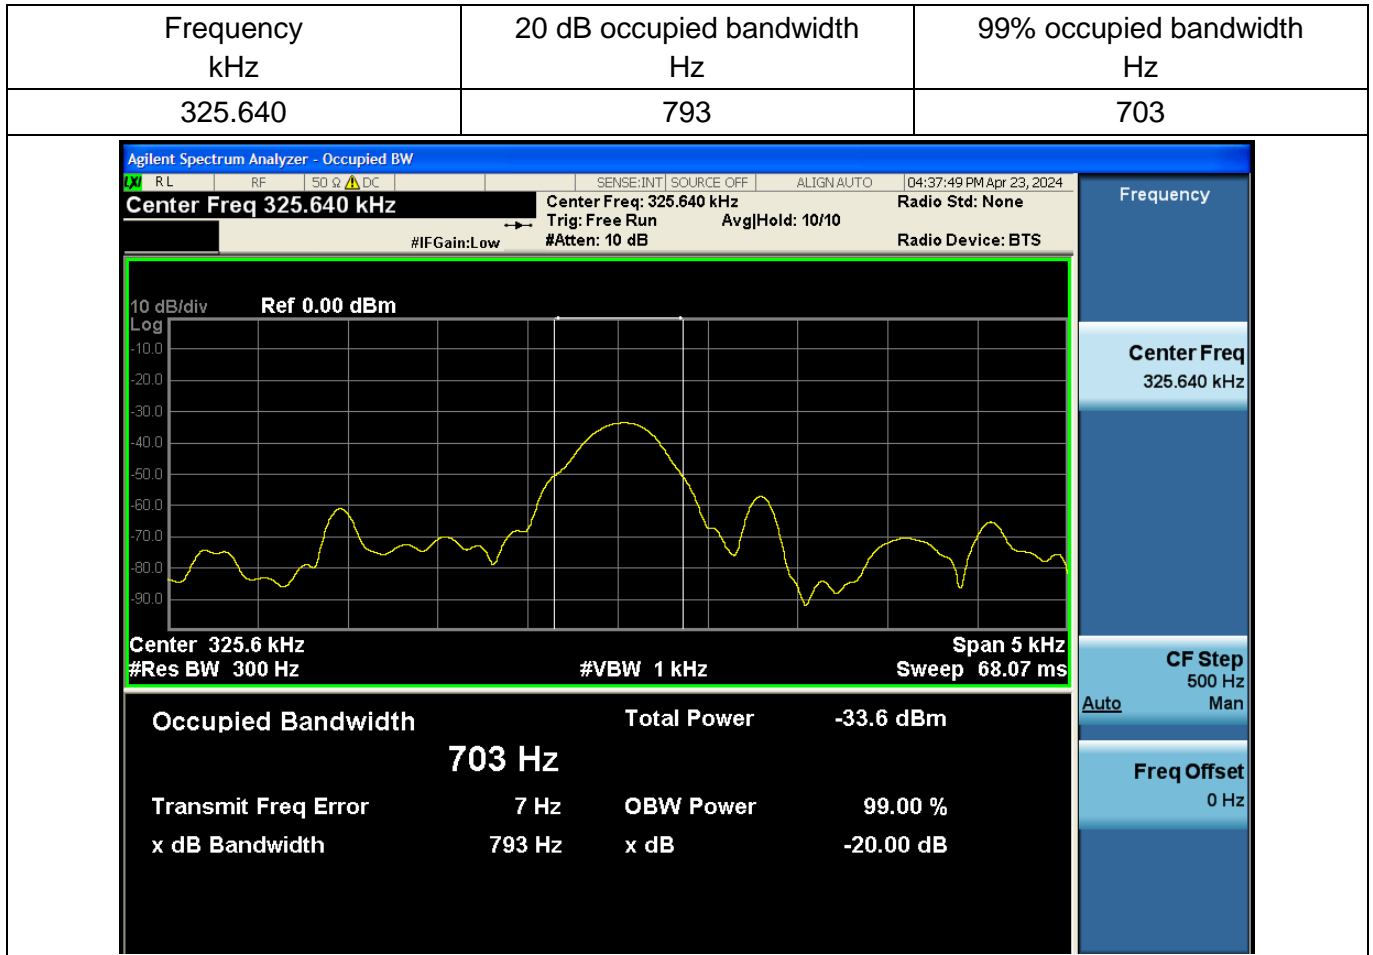 Frequency
kHz
20 dB occupied bandwidth
Hz
99% occupied bandwidth
Hz
325.640
793
703
Agilent Spectrum Analyzer - Occupied BW
LXI RL RF 50 Ω DC SENSE:INT SOURCE OFF ALIGN AUTO 04:37:49 PM Apr 23, 2024
Center Freq 325.640 kHz
Center Freq: 325.640 kHz
Radio Std: None
Trig: Free Run Avg|Hold: 10/10
#IFGain:Low
#Atten: 10 dB
Radio Device: BTS
10 dB/div Ref 0.00 dBm
Log
-10.0
-20.0
-30.0
-40.0
-50.0
-60.0
-70.0
-80.0
-90.0
Center 325.6 kHz Span 5 kHz
#Res BW 300 Hz #VBW 1 kHz Sweep 68.07 ms
Occupied Bandwidth Total Power -33.6 dBm
703 Hz
Transmit Freq Error 7 Hz OBW Power 99.00 %
x dB Bandwidth 793 Hz x dB -20.00 dB
Frequency
Center Freq
325.640 kHz
CF Step
500 Hz
Auto Man
Freq Offset
0 Hz